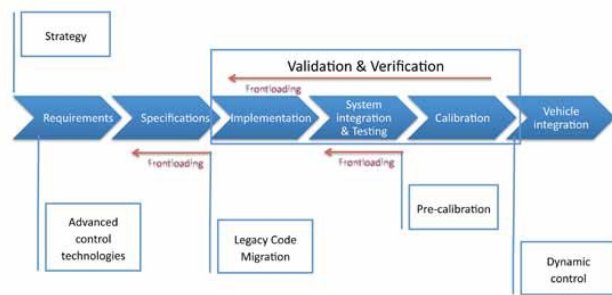 Strategy
Validation & Verification
Frontloading
Requirements
Specifications
Implementation
System
integration
& Testing
Calibration
Vehicle
integration
Frontloading
Frontloading
Advanced
control
technologies
Legacy Code
Migration
Pre-calibration
Dynamic
control